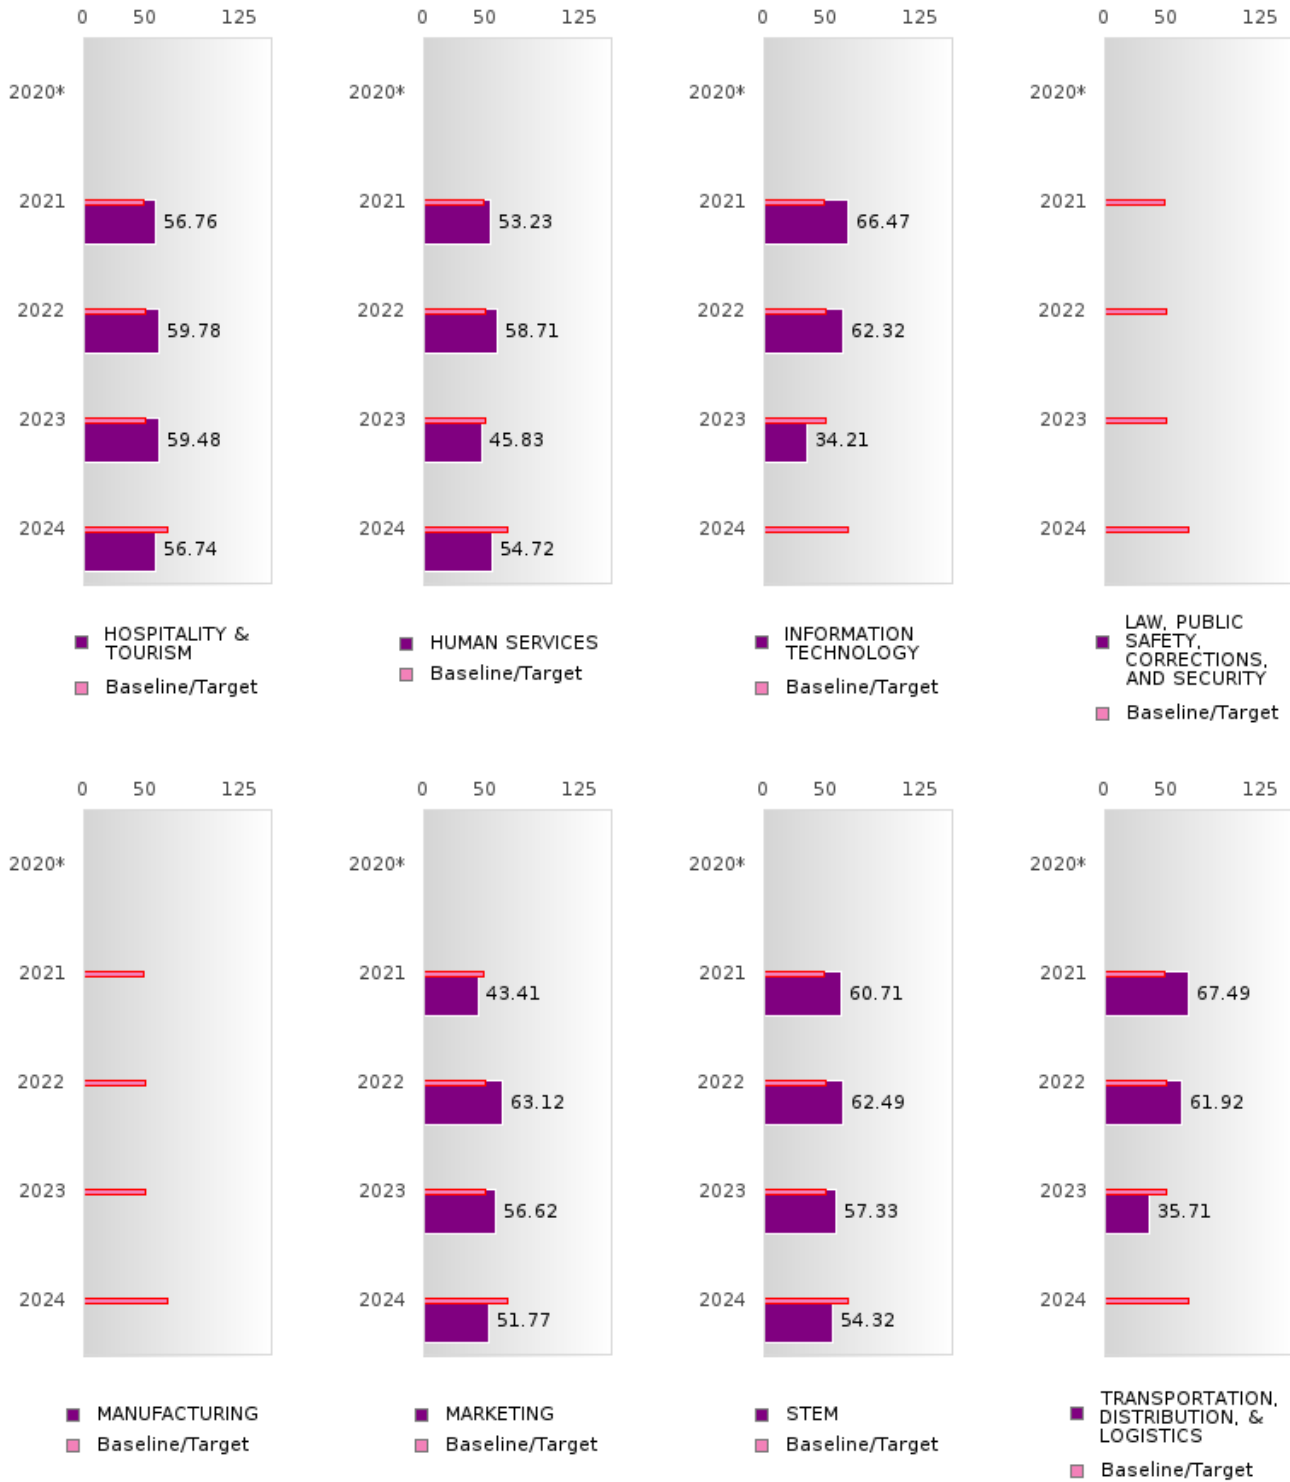 0 50 125
2020*
2021 56.76
2022 59.78
2023 59.48
2024 56.74
HOSPITALITY &
TOURISM
Baseline/Target
0 50 125
2020*
2021 53.23
2022 58.71
2023 45.83
2024 54.72
HUMAN SERVICES
Baseline/Target
0 50 125
2020*
2021 66.47
2022 62.32
2023 34.21
2024
INFORMATION
TECHNOLOGY
Baseline/Target
0 50 125
2020*
2021
2022
2023
2024
LAW, PUBLIC
SAFETY,
CORRECTIONS,
AND SECURITY
Baseline/Target
0 50 125
2020*
2021
2022
2023
2024
MANUFACTURING
Baseline/Target
0 50 125
2020*
2021 43.41
2022 63.12
2023 56.62
2024 51.77
MARKETING
Baseline/Target
0 50 125
2020*
2021 60.71
2022 62.49
2023 57.33
2024 54.32
STEM
Baseline/Target
0 50 125
2020*
2021 67.49
2022 61.92
2023 35.71
2024
TRANSPORTATION,
DISTRIBUTION, &
LOGISTICS
Baseline/Target